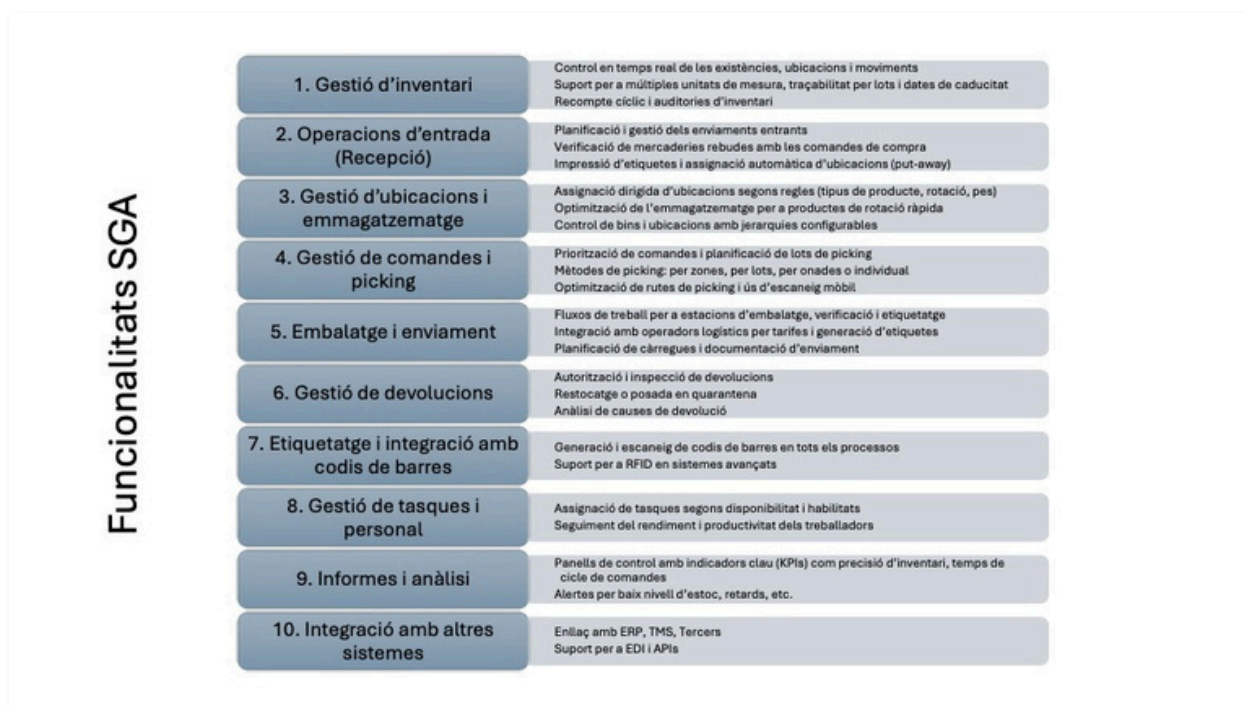 Funcionalitats SGA
1. Gestió d'inventari
Control en temps real de les existències, ubicacions i moviments
Suport per a múltiples unitats de mesura, traçabilitat per lots i dates de caducitat
Recompte cíclic i auditories d'inventari
2. Operacions d'entrada
(Recepció)
Planificació i gestió dels enviaments entrants
Verificació de mercaderies rebudes amb les comandes de compra
Impressió d'etiquetes i assignació automàtica d'ubicacions (put-away)
3. Gestió d'ubicacions i
emmagatzematge
Assignació dirigida d'ubicacions segons regles (tipus de producte, rotació, pes)
Optimització de l'emmagatzematge per a productes de rotació ràpida
Control de bins i ubicacions amb jerarquies configurables
4. Gestió de comandes i
picking
Priorització de comandes i planificació de lots de picking
Mètodes de picking: per zones, per lots, per onades o individual
Optimització de rutes de picking i ús d'escaneig mòbil
5. Embalatge i enviament
Fluxos de treball per a estacions d'embalatge, verificació i etiquetatge
Integració amb operadors logístics per tarifes i generació d'etiquetes
Planificació de càrregues i documentació d'enviament
6. Gestió de devolucions
Autorització i inspecció de devolucions
Restocatge o posada en quarantena
Anàlisi de causes de devolució
7. Etiquetatge i integració amb
codis de barres
Generació i escaneig de codis de barres en tots els processos
Suport per a RFID en sistemes avançats
8. Gestió de tasques i
personal
Assignació de tasques segons disponibilitat i habilitats
Seguiment del rendiment i productivitat dels treballadors
9. Informes i anàlisi
Panells de control amb indicadors clau (KPIs) com precisió d'inventari, temps de
cicle de comandes
Alertes per baix nivell d'estoc, retards, etc.
10. Integració amb altres
sistemes
Enllaç amb ERP, TMS, Tercers
Suport per a EDI i APIs